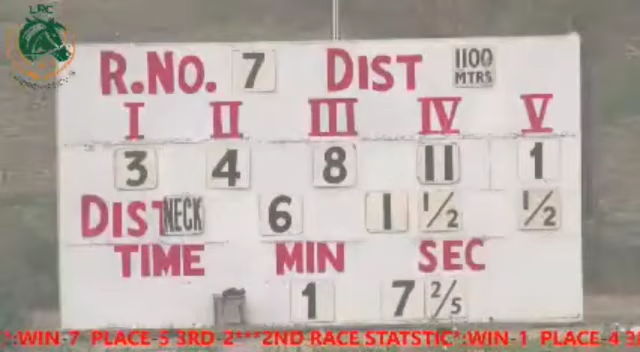 LRC
R.NO. 7 DIST 1100 MTRS
I II III IV V
3 4 8 11 1
DIST NECK 6 1 1/2 1/2
TIME MIN SEC
1 7 2/5
*:WIN-7 PLACE-5 3RD-2***2ND RACE STATSTIC*:WIN-1 PLACE-4 3